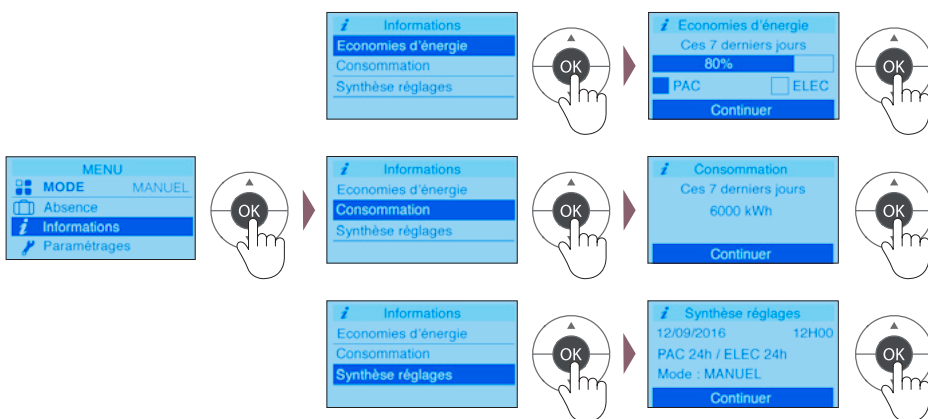 i Informations
Economies d'énergie
Consommation
Synthèse réglages
OK
i Economies d'énergie
Ces 7 derniers jours
80%
PAC ELEC
Continuer
OK
MENU
MODE MANUEL
Absence
i Informations
Paramétrages
OK
i Informations
Economies d'énergie
Consommation
Synthèse réglages
OK
i Consommation
Ces 7 derniers jours
6000 kWh
Continuer
OK
i Informations
Economies d'énergie
Consommation
Synthèse réglages
OK
i Synthèse réglages
12/09/2016 12H00
PAC 24h / ELEC 24h
Mode : MANUEL
Continuer
OK